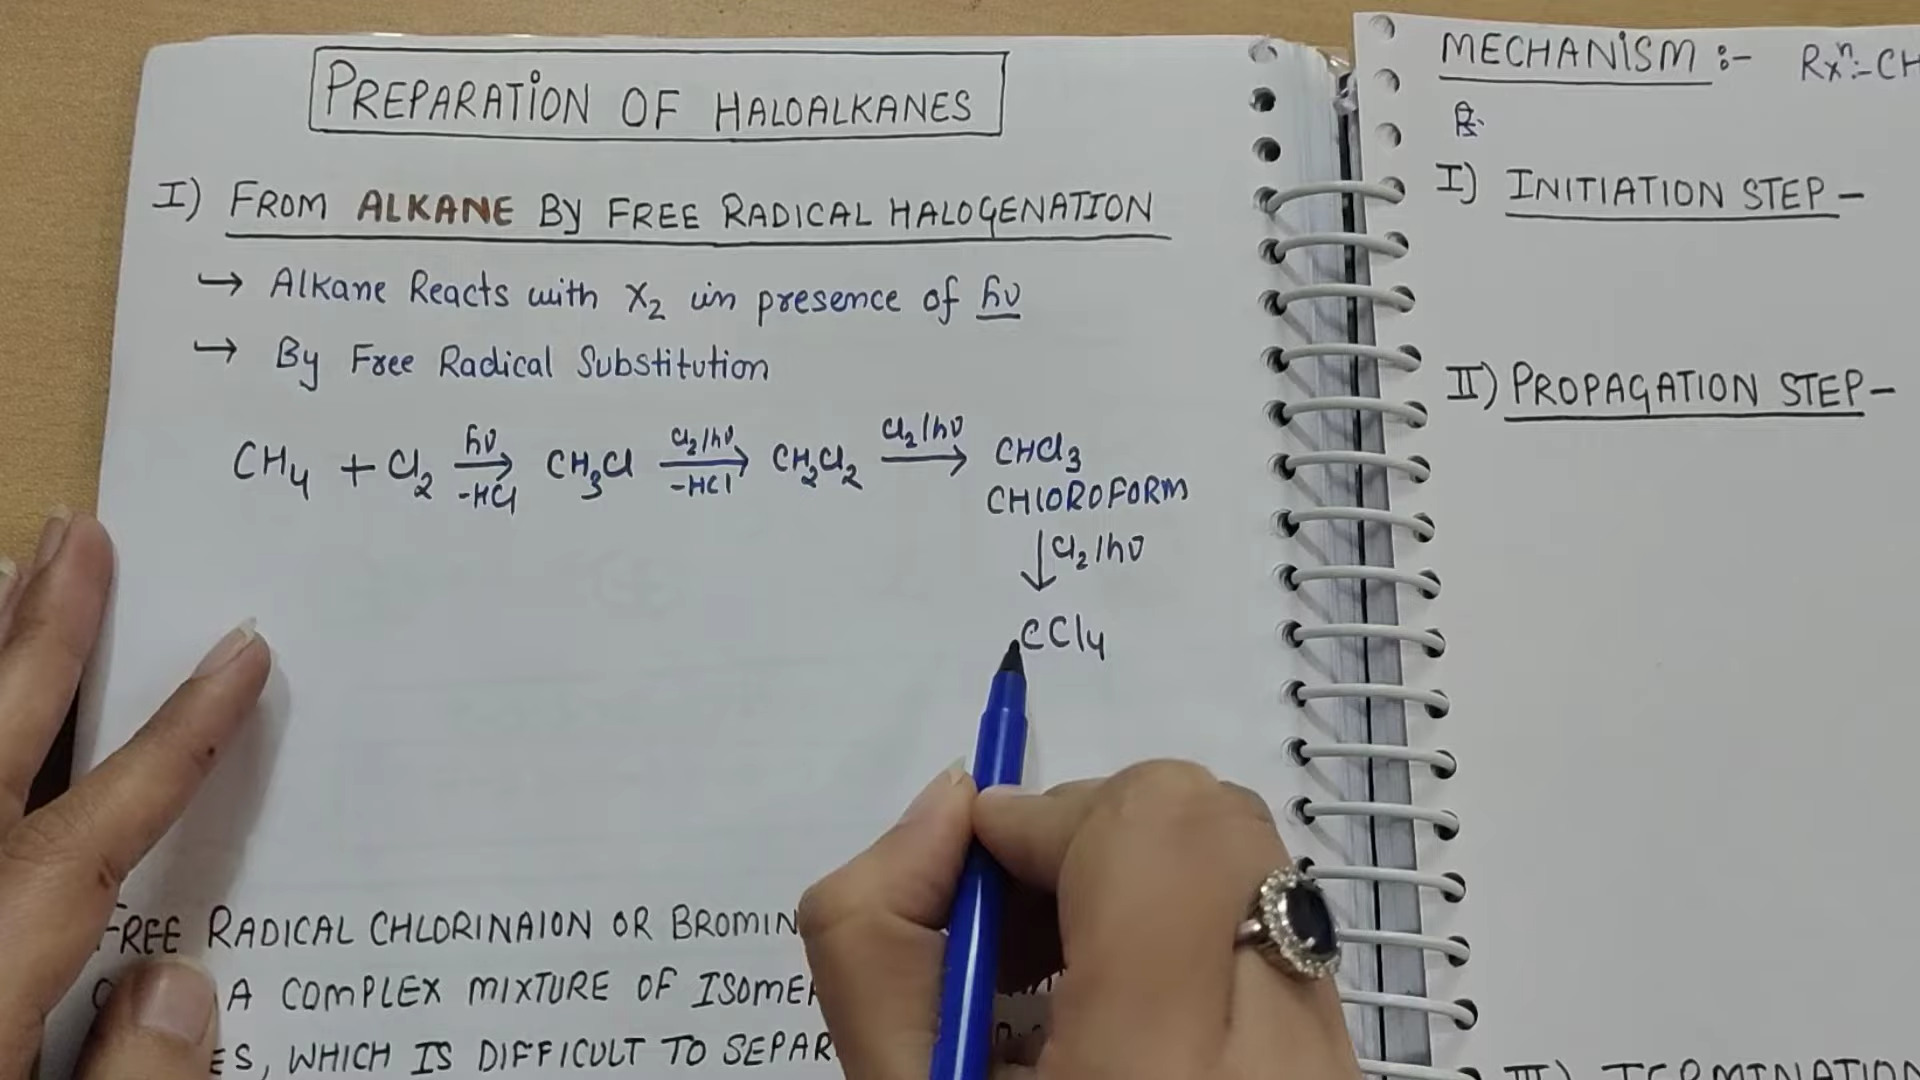 PREPARATION OF HALOALKANES
I) FROM ALKANE BY FREE RADICAL HALOGENATION
→ Alkane Reacts with X₂ in presence of hν
→ By Free Radical Substitution
hν Cl₂/hν Cl₂/hν
CH₄ + Cl₂ → CH₃Cl → CH₂Cl₂ → CHCl₃
-HCl -HCl
CHLOROFORM
↓ Cl₂/hν
CCl₄
FREE RADICAL CHLORINAION OR BROMIN
A COMPLEX MIXTURE OF ISOME
ES, WHICH IS DIFFICULT TO SEPAR
MECHANISM :- Rxⁿ:- CH
I) INITIATION STEP -
II) PROPAGATION STEP -
III) TERMINATION